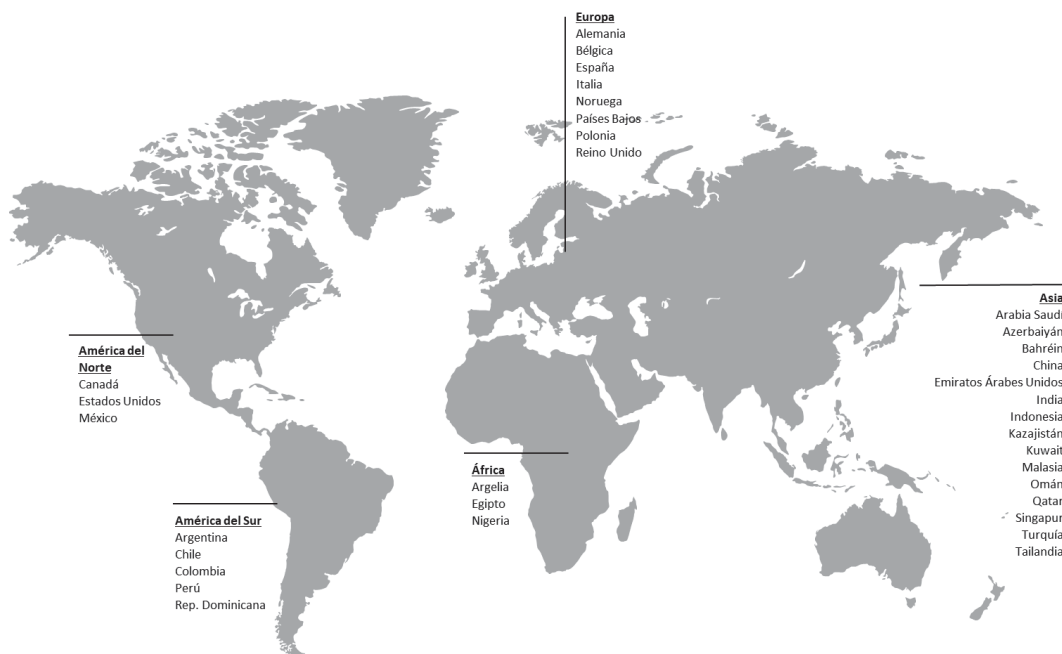 Europa
Alemania
Bélgica
España
Italia
Noruega
Países Bajos
Polonia
Reino Unido
América del
Norte
Canadá
Estados Unidos
México
América del Sur
Argentina
Chile
Colombia
Perú
Rep. Dominicana
África
Argelia
Egipto
Nigeria
Asia
Arabia Saudí
Azerbaiyán
Bahréin
China
Emiratos Árabes Unidos
India
Indonesia
Kazajistán
Kuwait
Malasia
Omán
Qatar
Singapur
Turquía
Tailandia